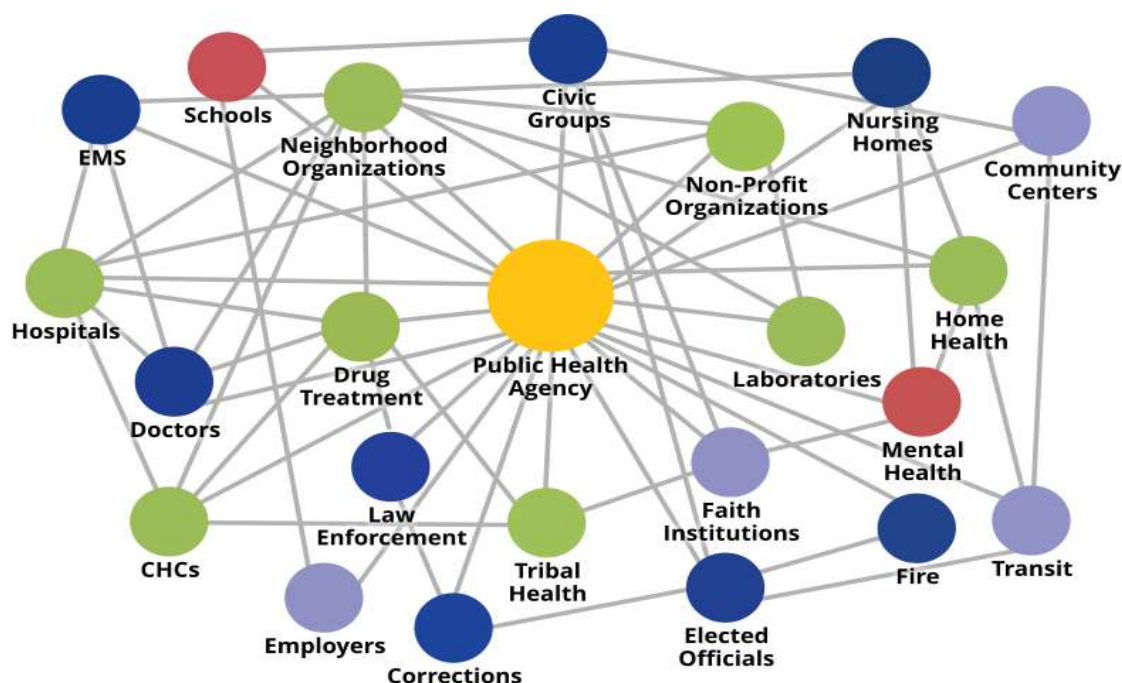 Schools
EMS
Neighborhood
Organizations
Civic
Groups
Nursing
Homes
Community
Centers
Non-Profit
Organizations
Hospitals
Drug
Treatment
Public Health
Agency
Laboratories
Home
Health
Doctors
Mental
Health
Law
Enforcement
Faith
Institutions
CHCs
Tribal
Health
Fire
Transit
Employers
Corrections
Elected
Officials